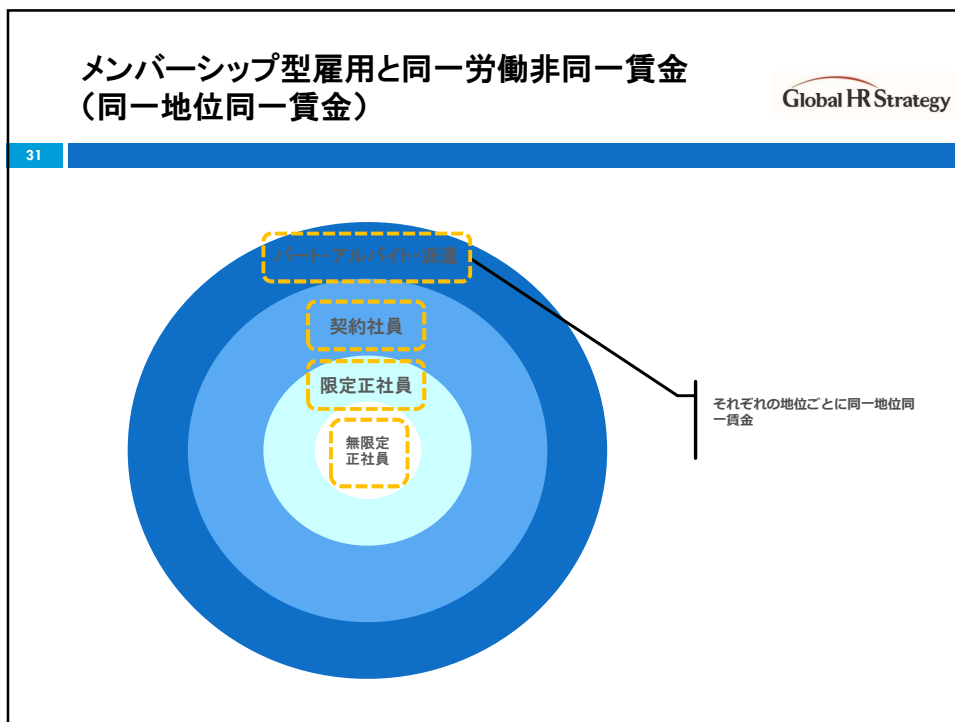 メンバーシップ型雇用と同一労働非同一賃金
（同一地位同一賃金）
Global HR Strategy
31
パート・アルバイト・派遣
契約社員
限定正社員
無限定
正社員
それぞれの地位ごとに同一地位同
一賃金